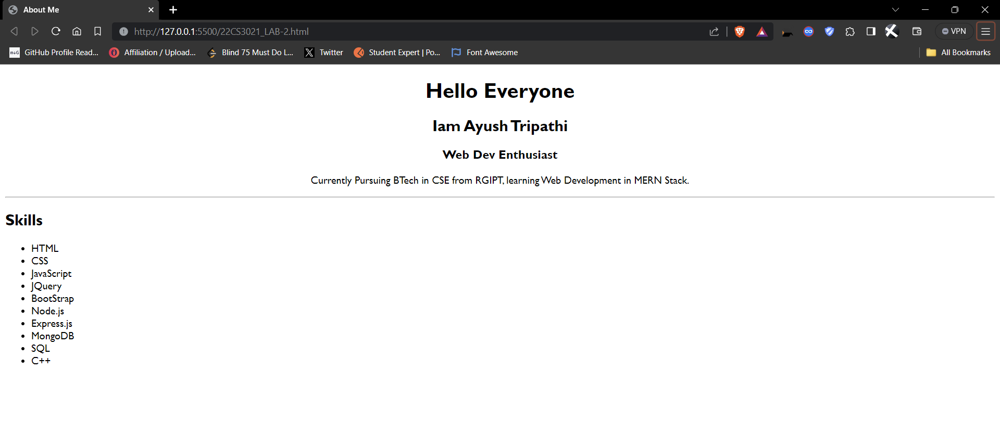 About Me
http://127.0.0.1:5500/22CS3021_LAB-2.html
VPN
GitHub Profile Read... Affiliation / Upload... Blind 75 Must Do L... Twitter Student Expert | Po... Font Awesome All Bookmarks
Hello Everyone
Iam Ayush Tripathi
Web Dev Enthusiast
Currently Pursuing BTech in CSE from RGIPT, learning Web Development in MERN Stack.
Skills
• HTML
• CSS
• JavaScript
• JQuery
• BootStrap
• Node.js
• Express.js
• MongoDB
• SQL
• C++